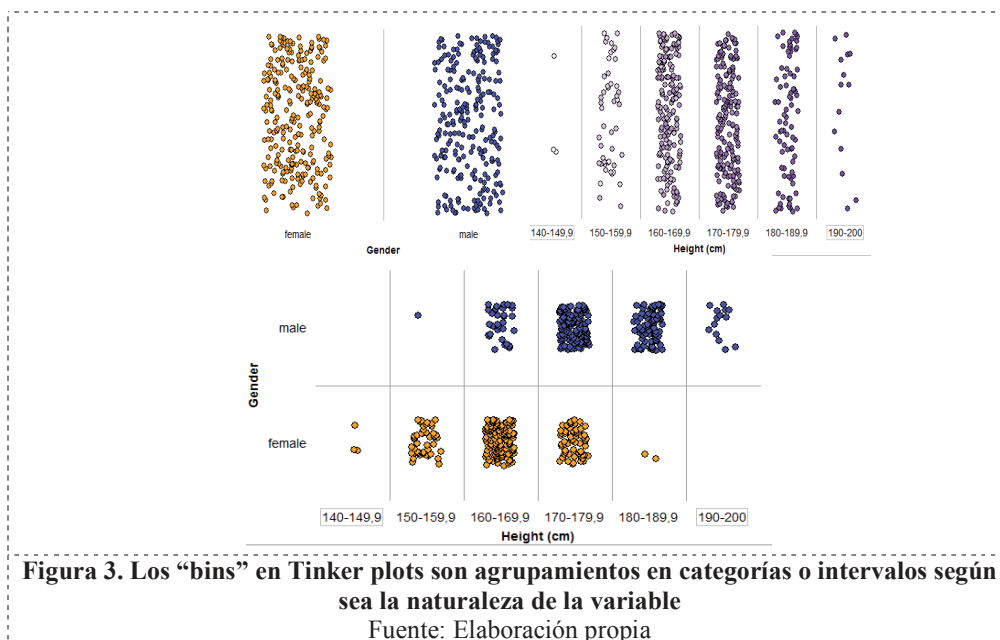 female
male
Gender
140-149,9
150-159,9
160-169,9
170-179,9
180-189,9
190-200
Height (cm)
male
female
Gender
140-149,9
150-159,9
160-169,9
170-179,9
180-189,9
190-200
Height (cm)
Figura 3. Los “bins” en Tinker plots son agrupamientos en categorías o intervalos según
sea la naturaleza de la variable
Fuente: Elaboración propia